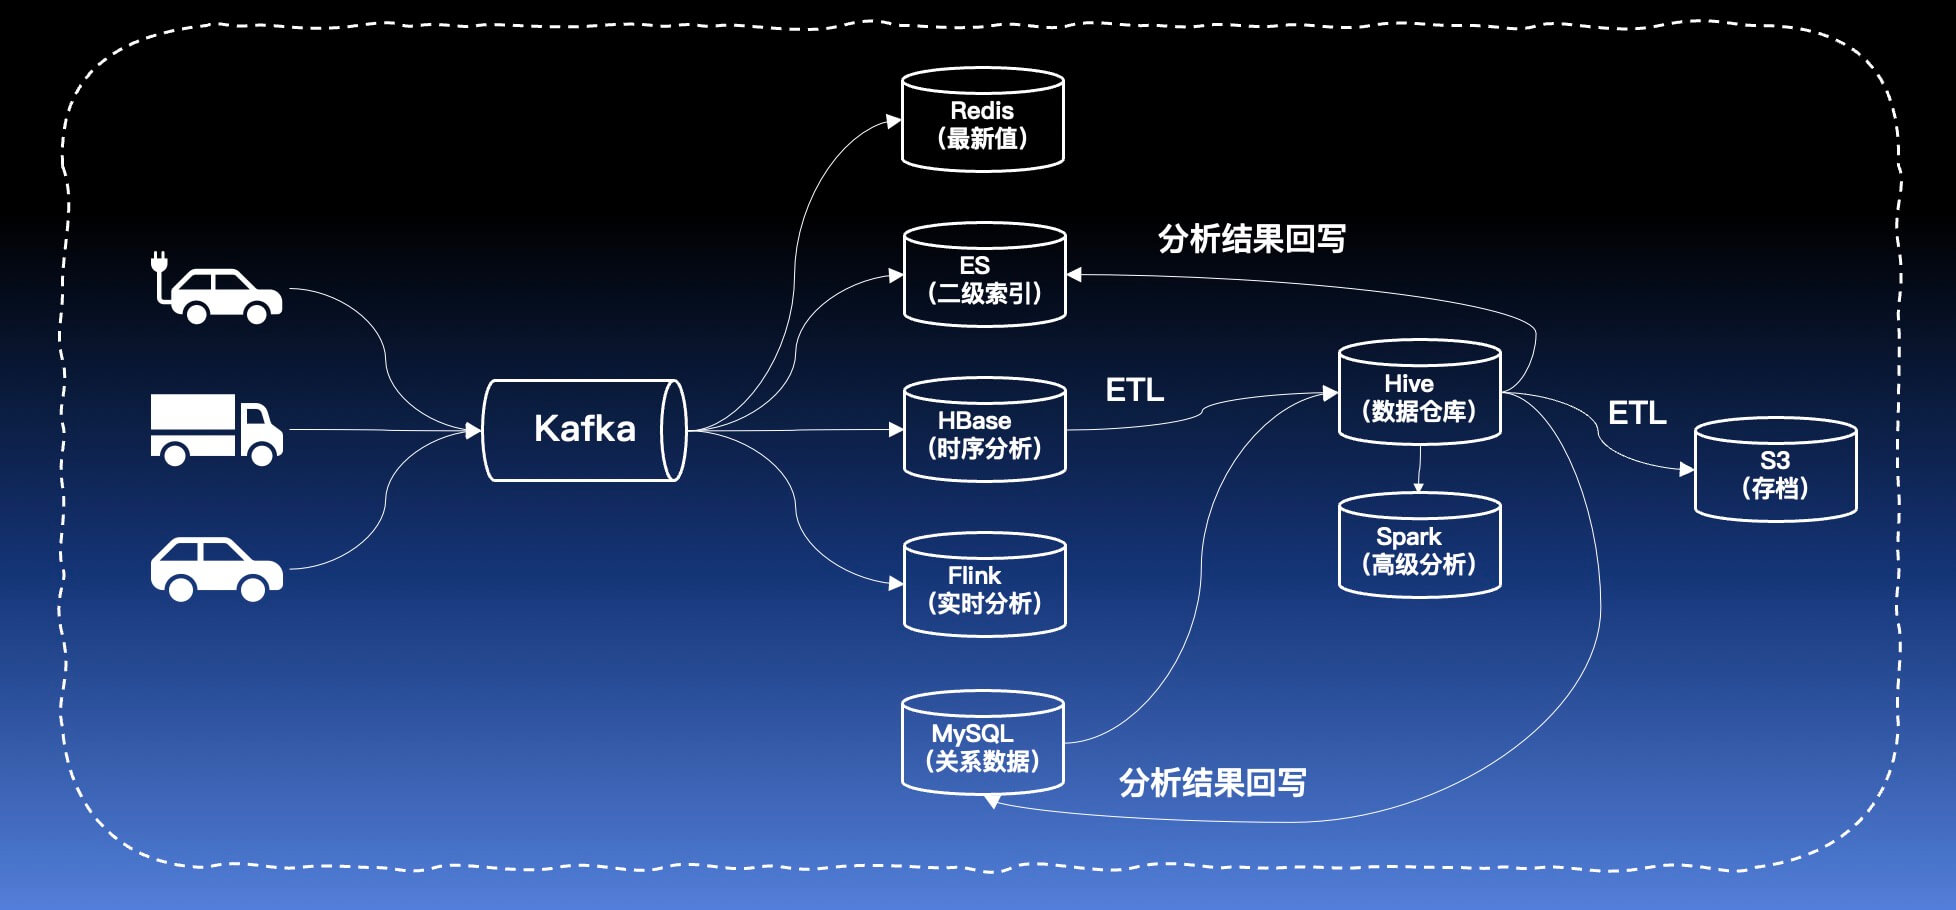 Redis
（最新值）
分析结果回写
ES
（二级索引）
Kafka
HBase
（时序分析）
ETL
Hive
（数据仓库）
ETL
S3
（存档）
Spark
（高级分析）
Flink
（实时分析）
MySQL
（关系数据）
分析结果回写